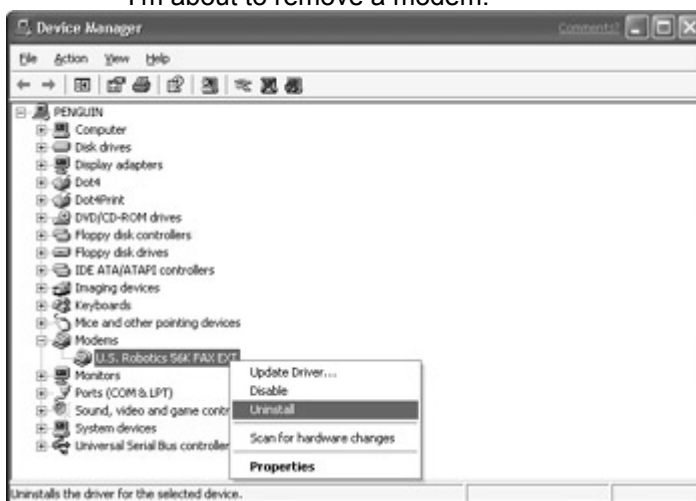 I'm about to remove a modem.
Device Manager
Comments?
File Action View Help
PENGUIN
Computer
Disk drives
Display adapters
Dot4
Dot4Print
DVD/CD-ROM drives
Floppy disk controllers
Floppy disk drives
IDE ATA/ATAPI controllers
Imaging devices
Keyboards
Mice and other pointing devices
Modems
U.S. Robotics 56K FAX EXT
Monitors
Ports (COM & LPT)
Sound, video and game contr
System devices
Universal Serial Bus controller
Update Driver...
Disable
Uninstall
Scan for hardware changes
Properties
Uninstalls the driver for the selected device.